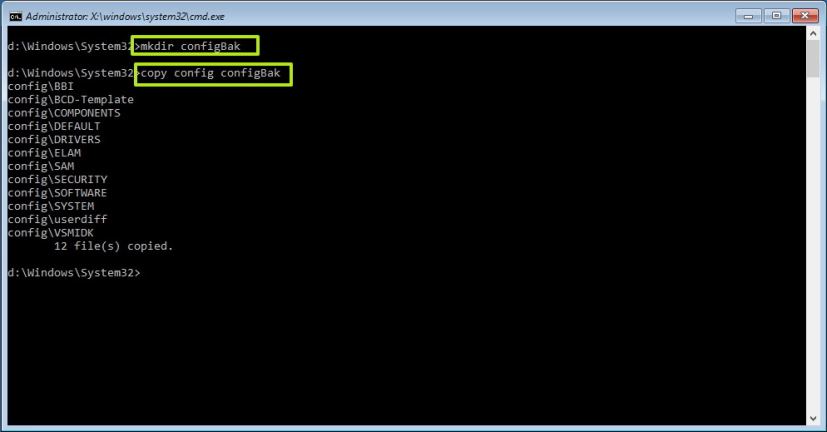 Administrator: X:\windows\system32\cmd.exe
d:\Windows\System32>mkdir configBak
d:\Windows\System32>copy config configBak
config\BBI
config\BCD-Template
config\COMPONENTS
config\DEFAULT
config\DRIVERS
config\ELAM
config\SAM
config\SECURITY
config\SOFTWARE
config\SYSTEM
config\userdiff
config\VSMIDK
12 file(s) copied.
d:\Windows\System32>